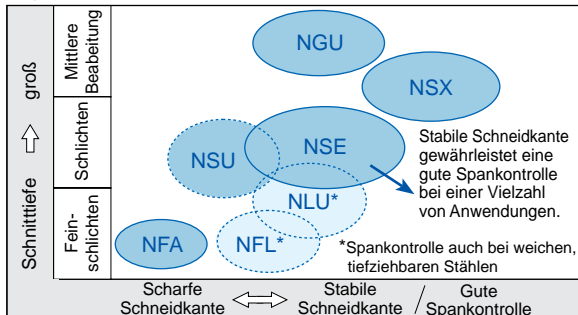 Schnitttiefe
groß
Mittlere
Beabeitung
Schlichten
Fein-
schlichten
NGU
NSX
NSU
NSE
NLU*
NFA
NFL*
Stabile Schneidkante
gewährleistet eine
gute Spankontrolle
bei einer Vielzahl
von Anwendungen.
*Spankontrolle auch bei weichen,
tiefziehbaren Stählen
Scharfe
Schneidkante
Stabile
Schneidkante
/ Gute
Spankontrolle